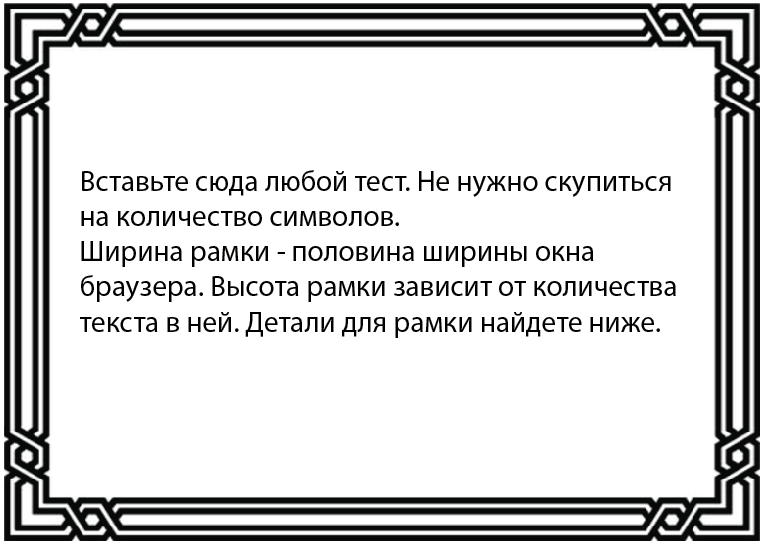 Вставьте сюда любой тест. Не нужно скупиться
на количество символов.
Ширина рамки - половина ширины окна
браузера. Высота рамки зависит от количества
текста в ней. Детали для рамки найдете ниже.